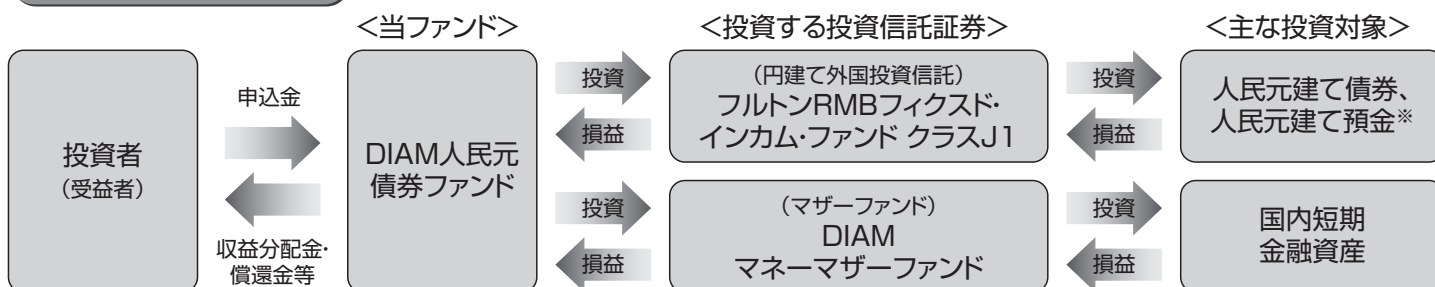 <当ファンド>
<投資する投資信託証券>
<主な投資対象>
投資者
(受益者)
申込金
収益分配金・
償還金等
DIAM人民元
債券ファンド
投資
損益
(円建て外国投資信託)
フルトンRMBフィクスド・
インカム・ファンド クラスJ1
投資
損益
人民元建て債券、
人民元建て預金※
投資
損益
(マザーファンド)
DIAM
マネーマザーファンド
投資
損益
国内短期
金融資産